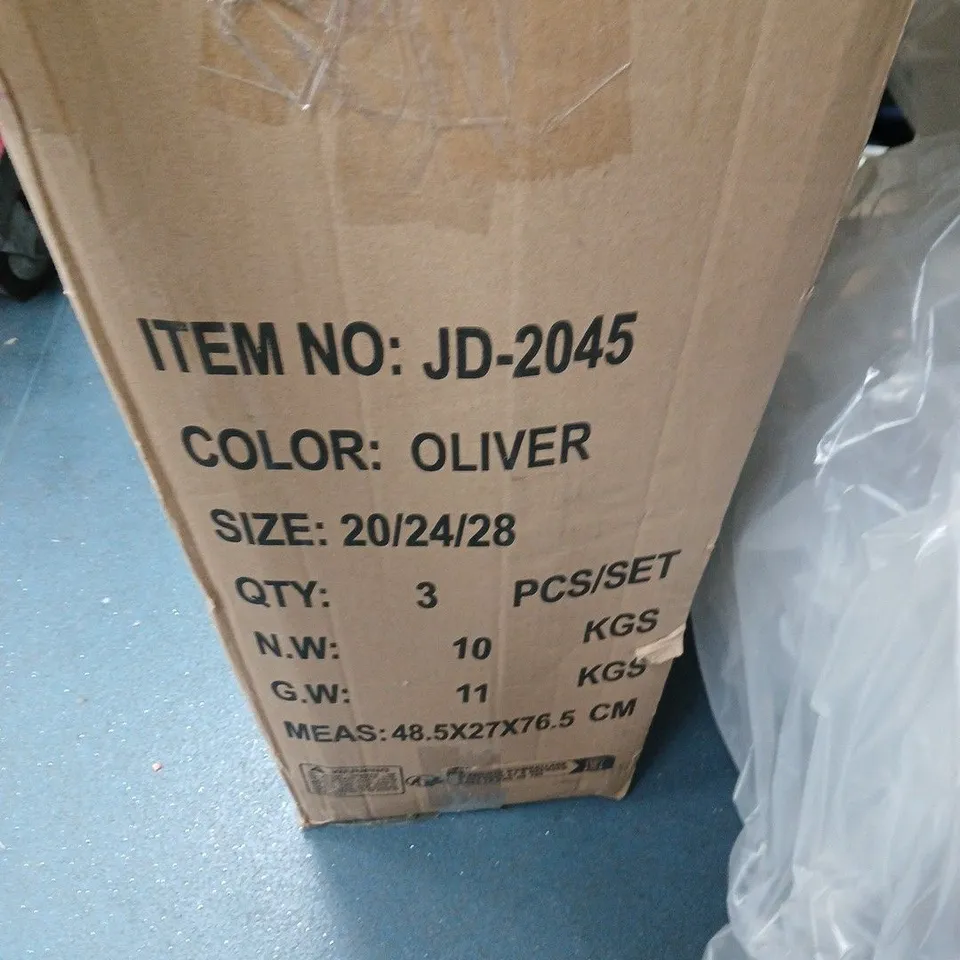 ITEM NO: JD-2045
COLOR: OLIVER
SIZE: 20/24/28
QTY: 3 PCS/SET
N.W: 10 KGS
G.W: 11 KGS
MEAS: 48.5X27X76.5 CM
WARNING